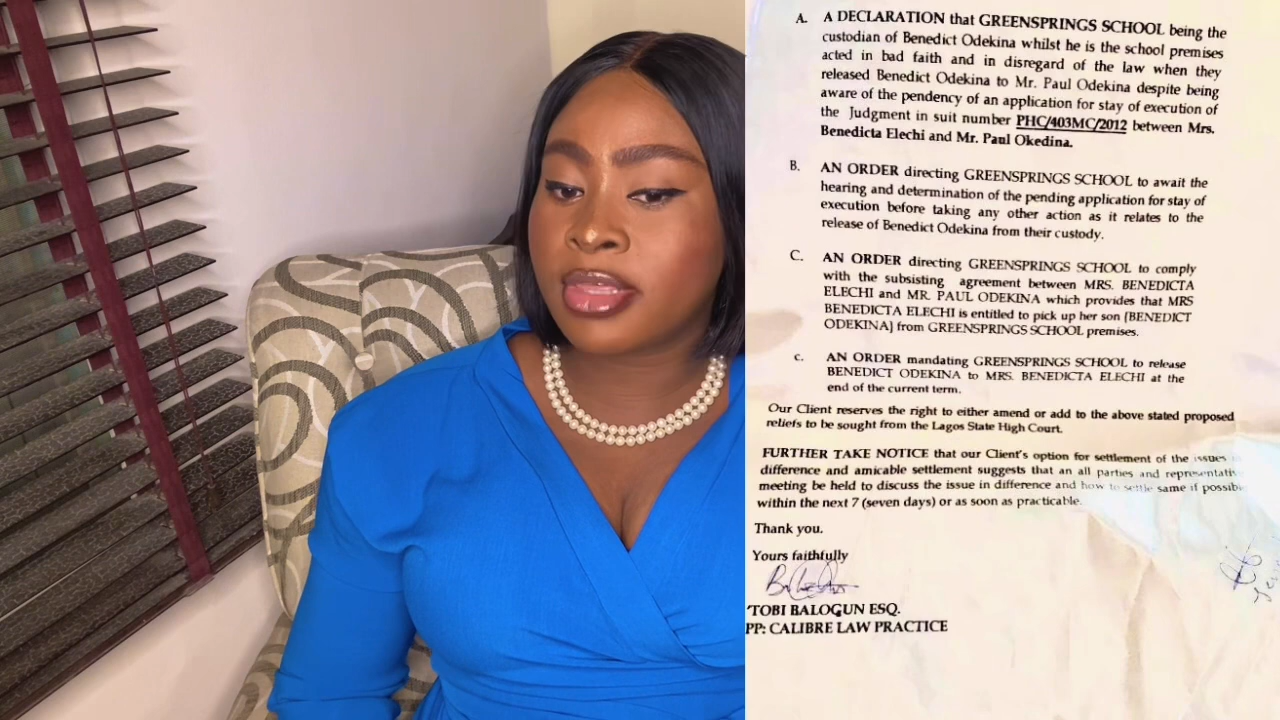 A. A DECLARATION that GREENSPRINGS SCHOOL being the
custodian of Benedict Odekina whilst he is the school premises
acted in bad faith and in disregard of the law when they
released Benedict Odekina to Mr. Paul Odekina despite being
aware of the pendency of an application for stay of execution of
the Judgment in suit number PHC/403MC/2012 between Mrs.
Benedicta Elechi and Mr. Paul Okedina.
B. AN ORDER directing GREENSPRINGS SCHOOL to await the
hearing and determination of the pending application for stay of
execution before taking any other action as it relates to the
release of Benedict Odekina from their custody.
C. AN ORDER directing GREENSPRINGS SCHOOL to comply
with the subsisting agreement between MRS. BENEDICTA
ELECHI and MR. PAUL ODEKINA which provides that MRS
BENEDICTA ELECHI is entitled to pick up her son (BENEDICT
ODEKINA) from GREENSPRINGS SCHOOL premises.
c. AN ORDER mandating GREENSPRINGS SCHOOL to release
BENEDICT ODEKINA to MRS. BENEDICTA ELECHI at the
end of the current term.
Our Client reserves the right to either amend or add to the above stated proposed
reliefs to be sought from the Lagos State High Court.
FURTHER TAKE NOTICE that our Client's option for settlement of the issues
difference and amicable settlement suggests that an all parties and representativ
meeting be held to discuss the issue in difference and how to settle same if possib
within the next 7 (seven days) or as soon as practicable.
Thank you.
Yours faithfully
'TOBI BALOGUN ESQ.
PP: CALIBRE LAW PRACTICE